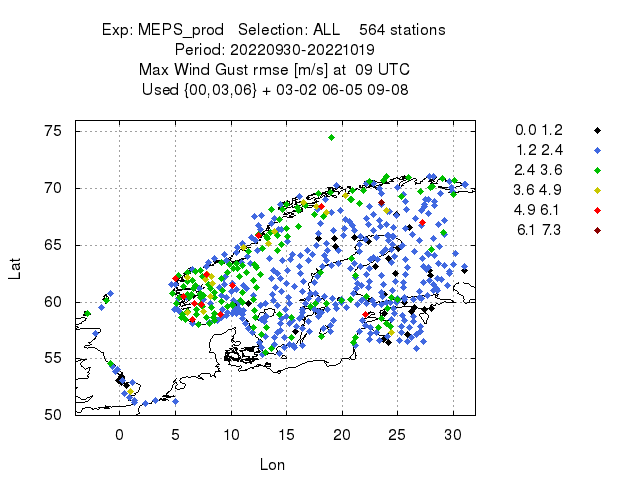 Exp: MEPS_prod   Selection: ALL    564 stations
Period: 20220930-20221019
Max Wind Gust rmse [m/s] at  09 UTC
Used {00,03,06} + 03-02 06-05 09-08
0.0 1.2
1.2 2.4
2.4 3.6
3.6 4.9
4.9 6.1
6.1 7.3
75
70
65
60
55
50
Lat
0 5 10 15 20 25 30
Lon